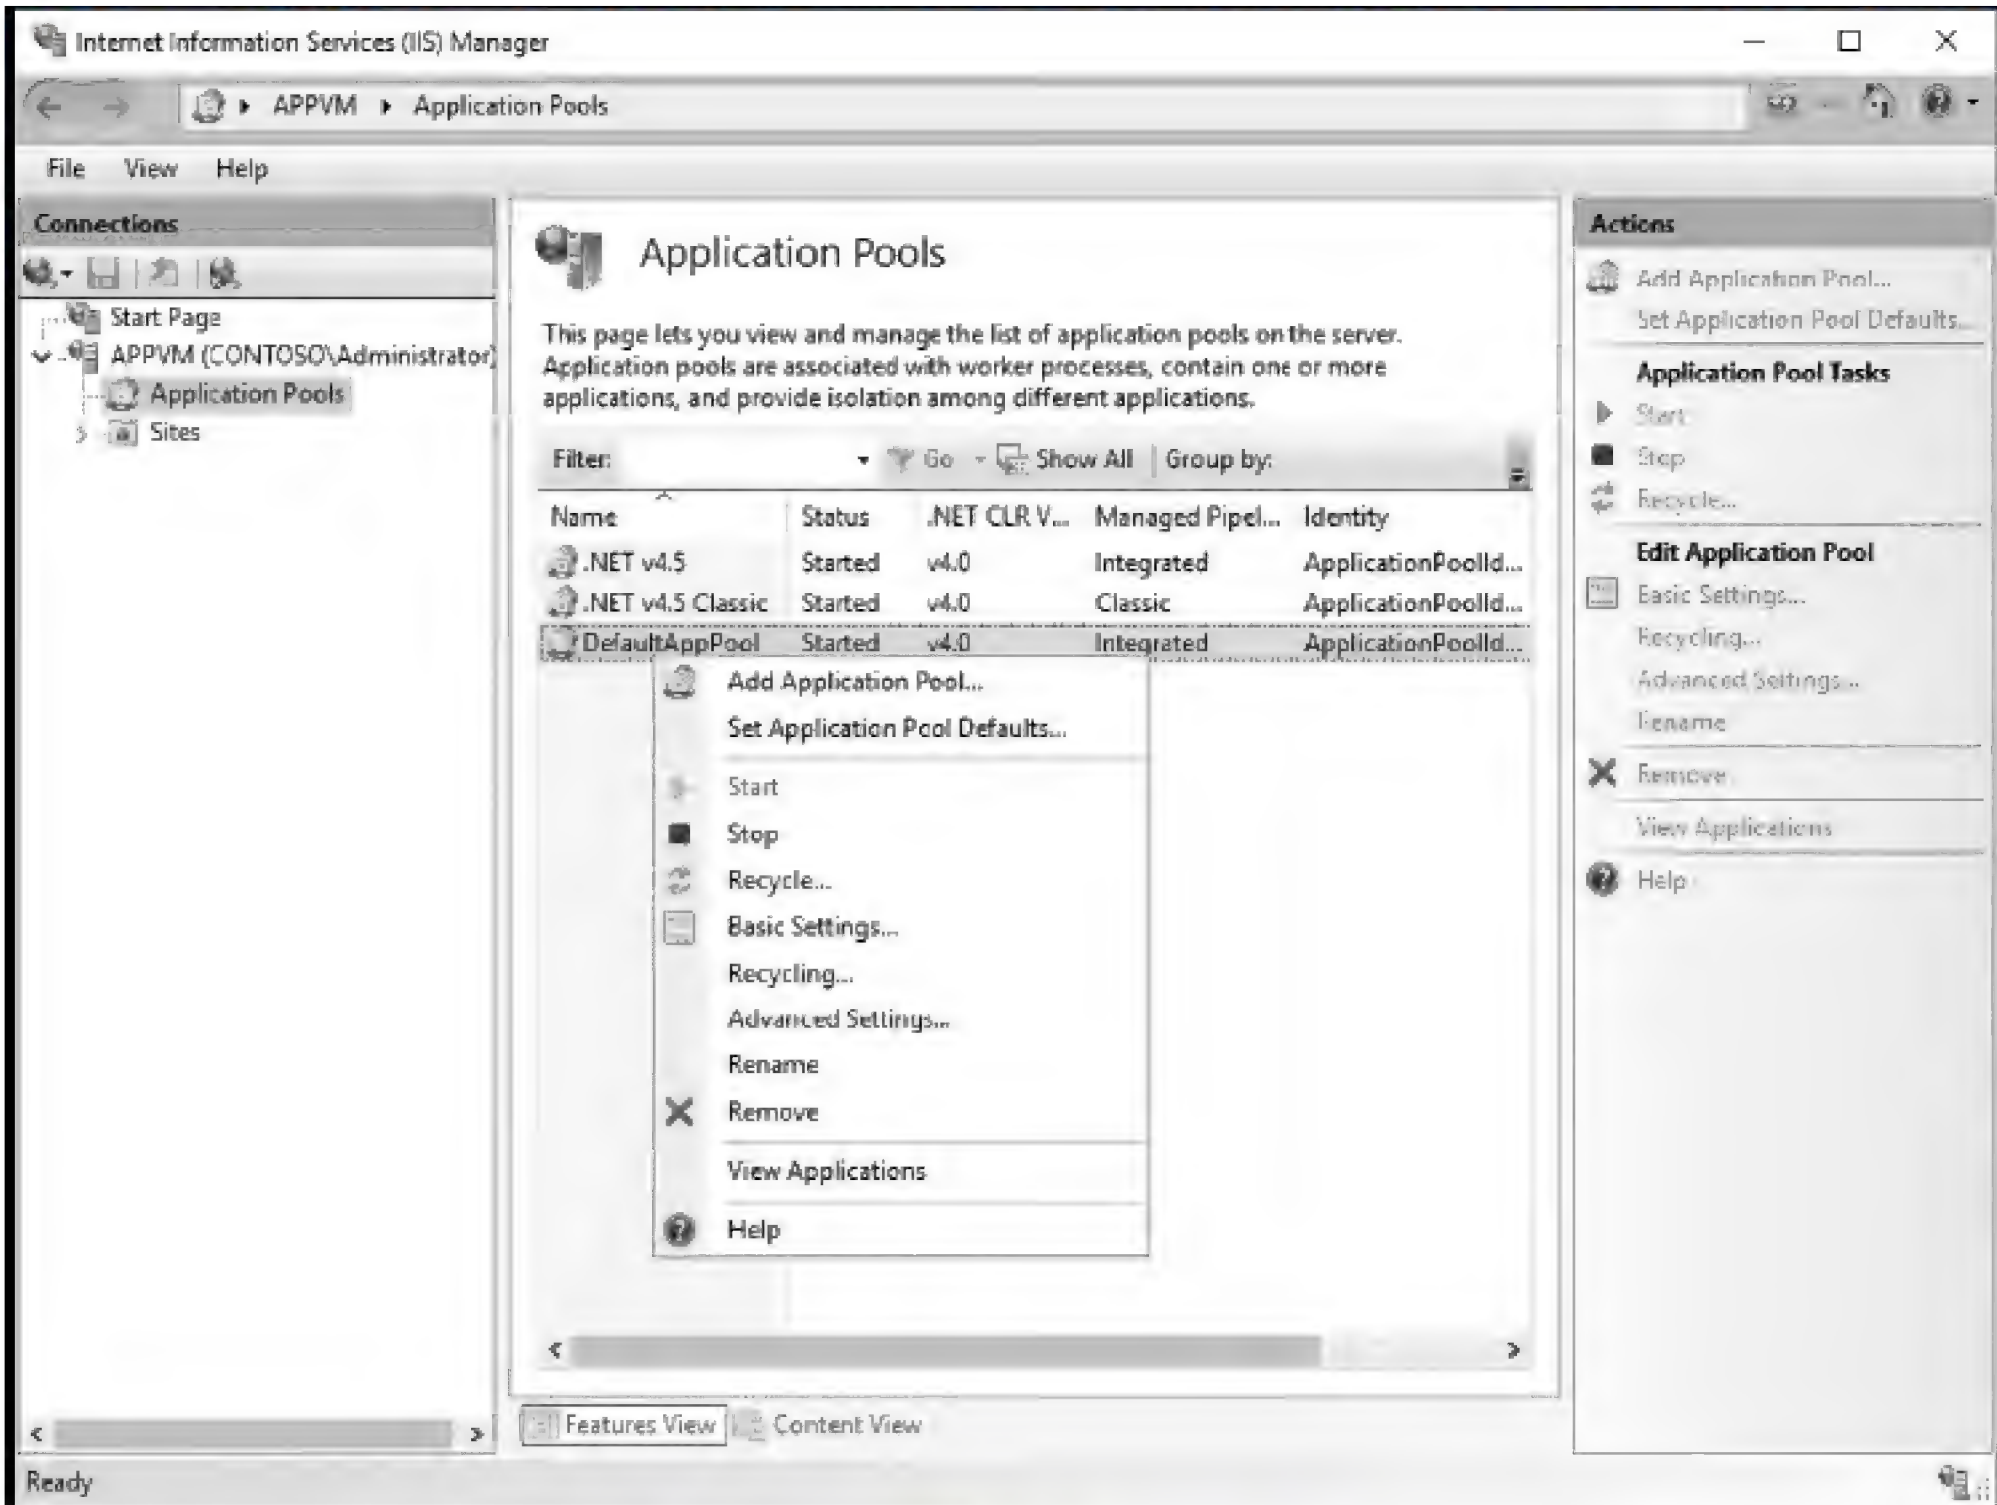 Internet Information Services (IIS) Manager
APPVM
Application Pools
File View Help
Connections
Start Page
APPVM (CONTOSO\Administrator)
Application Pools
Sites
Application Pools
This page lets you view and manage the list of application pools on the server.
Application pools are associated with worker processes, contain one or more
applications, and provide isolation among different applications.
Filter: Go Show All Group by:
Name Status .NET CLR V... Managed Pipel... Identity
.NET v4.5 Started v4.0 Integrated ApplicationPoolId...
.NET v4.5 Classic Started v4.0 Classic ApplicationPoolId...
DefaultAppPool Started v4.0 Integrated ApplicationPoolId...
Add Application Pool...
Set Application Pool Defaults...
Start
Stop
Recycle...
Basic Settings...
Recycling...
Advanced Settings...
Rename
Remove
View Applications
Help
Features View Content View
Actions
Add Application Pool...
Set Application Pool Defaults...
Application Pool Tasks
Start
Stop
Recycle...
Edit Application Pool
Basic Settings...
Recycling...
Advanced Settings...
Rename
Remove
View Applications
Help
Ready